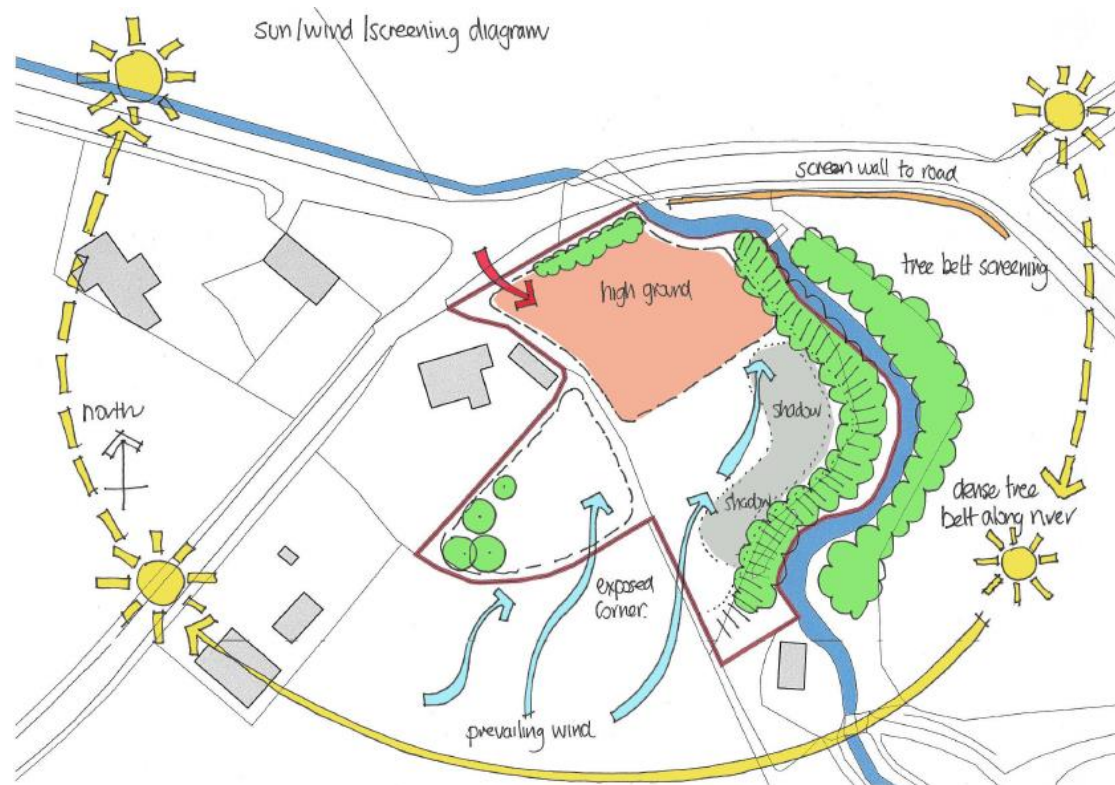 sun/wind/screening diagram
screen wall to road
tree belt screening
high ground
north
shadow
shadow
dense tree
belt along river
exposed
corner.
prevailing wind